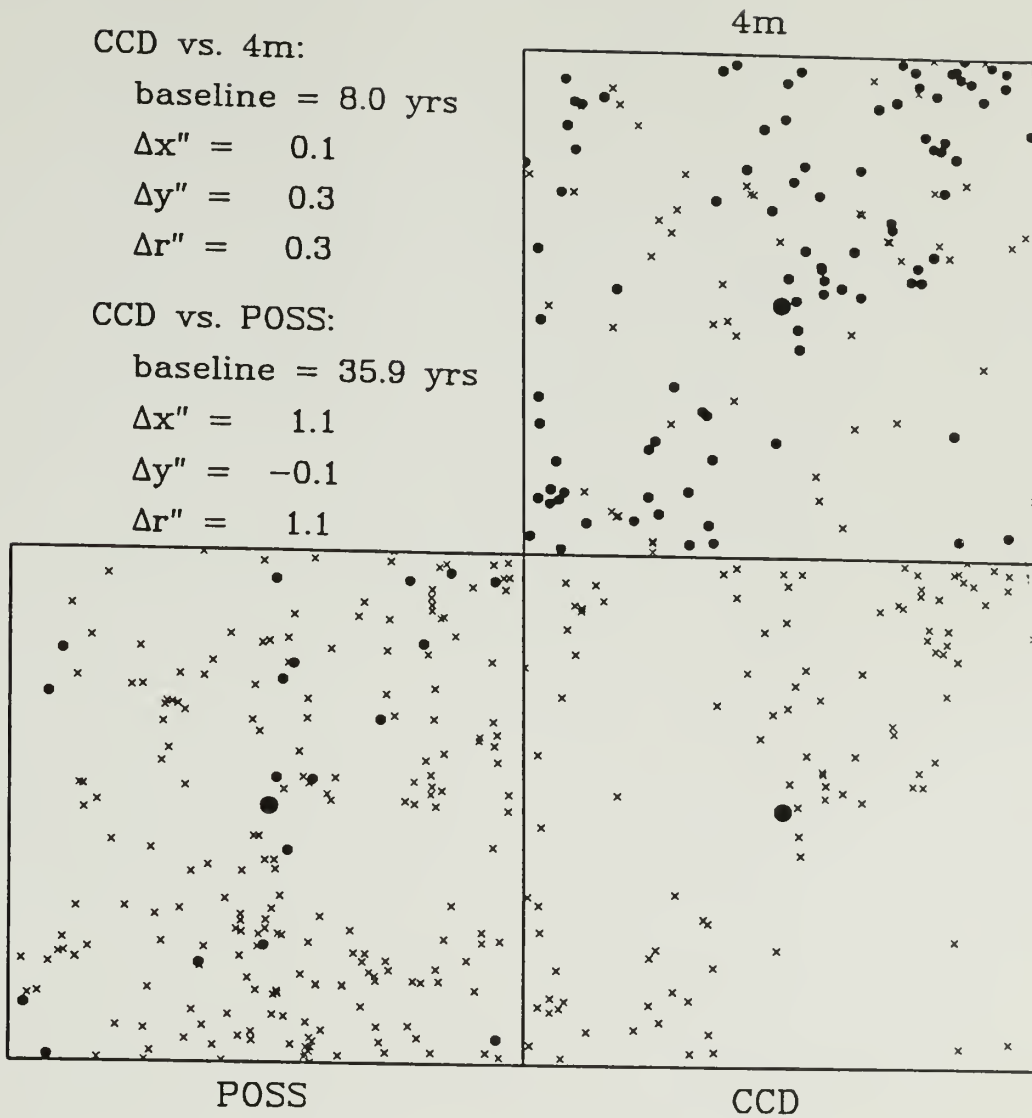 4m
CCD vs. 4m:
baseline = 8.0 yrs
Δx" = 0.1
Δy" = 0.3
Δr" = 0.3
CCD vs. POSS:
baseline = 35.9 yrs
Δx" = 1.1
Δy" = −0.1
Δr" = 1.1
POSS
CCD